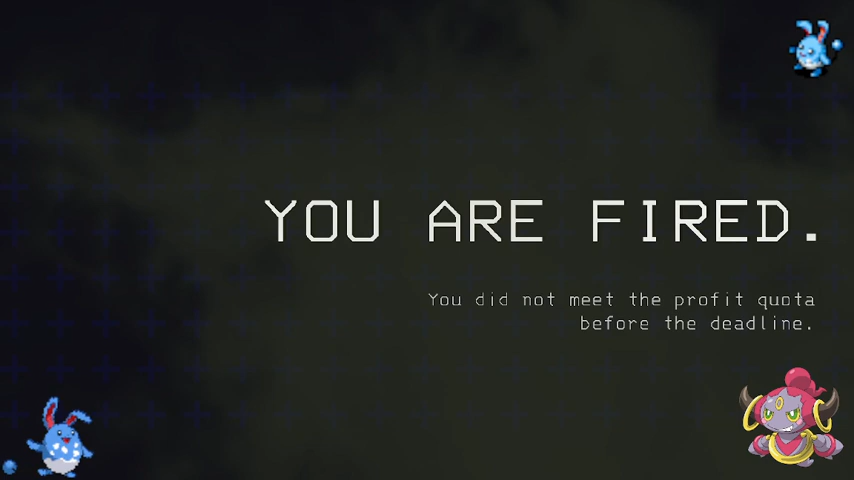 YOU ARE FIRED.
You did not meet the profit quota
before the deadline.